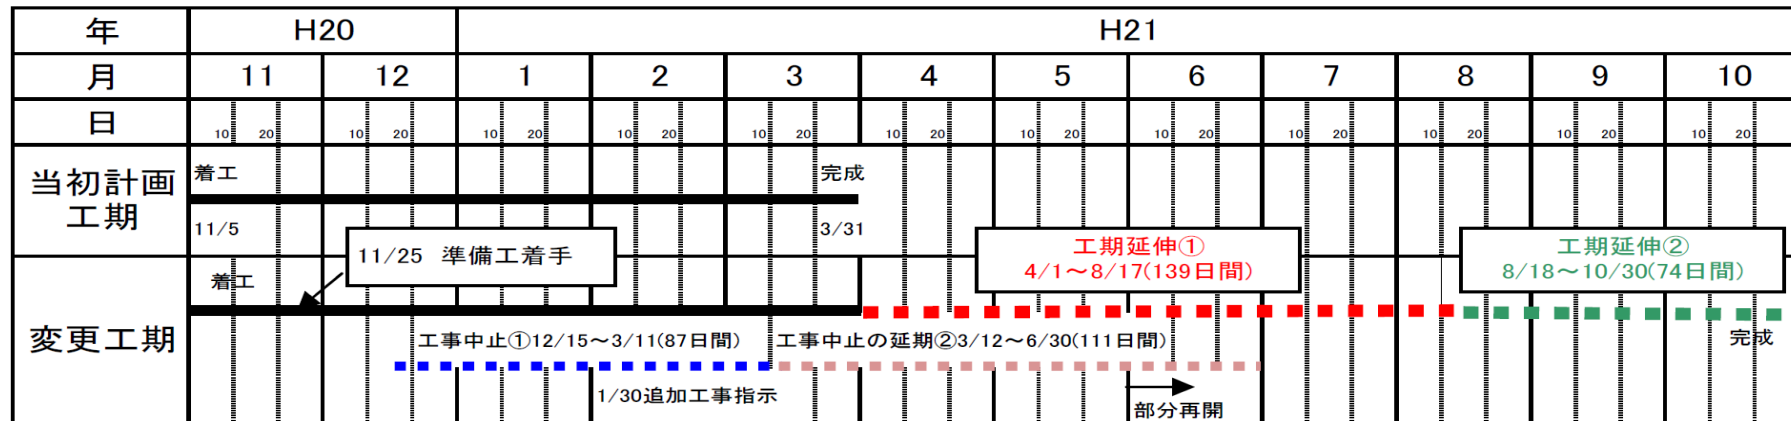 年 H20 H21
月 11 12 1 2 3 4 5 6 7 8 9 10
日 10 20 10 20 10 20 10 20 10 20 10 20 10 20 10 20 10 20 10 20 10 20 10 20
当初計画
工期
着工 完成
11/5 3/31
11/25 準備工着手
工期延伸①
4/1～8/17(139日間)
工期延伸②
8/18～10/30(74日間)
変更工期
着工
工事中止①12/15～3/11(87日間) 工事中止の延期②3/12～6/30(111日間)
完成
1/30追加工事指示
部分再開